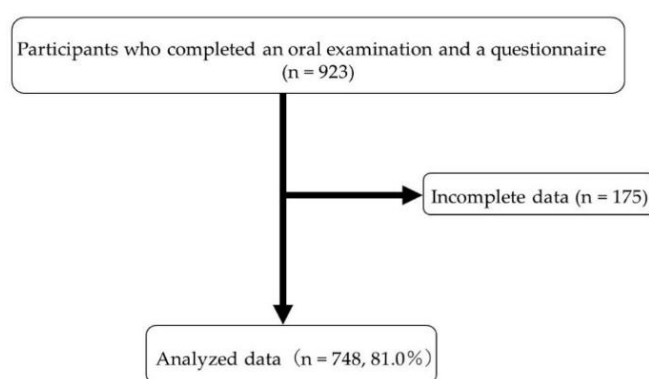 Participants who completed an oral examination and a questionnaire
(n = 923)
Incomplete data (n = 175)
Analyzed data（n = 748, 81.0%）